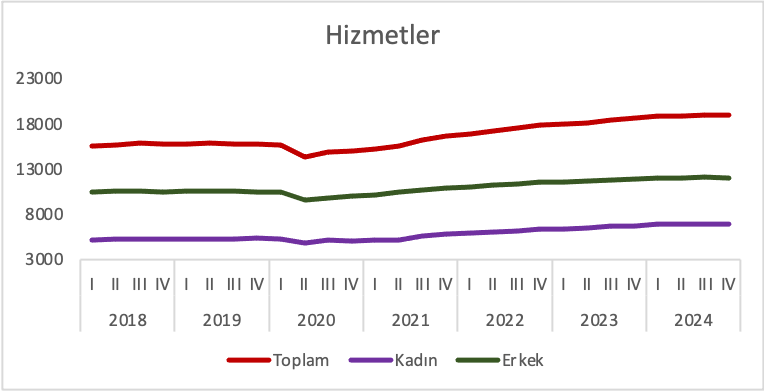 Hizmetler
23000
18000
13000
8000
3000
I II III IV I II III IV I II III IV I II III IV I II III IV I II III IV I II III IV
2018 2019 2020 2021 2022 2023 2024
Toplam Kadın Erkek